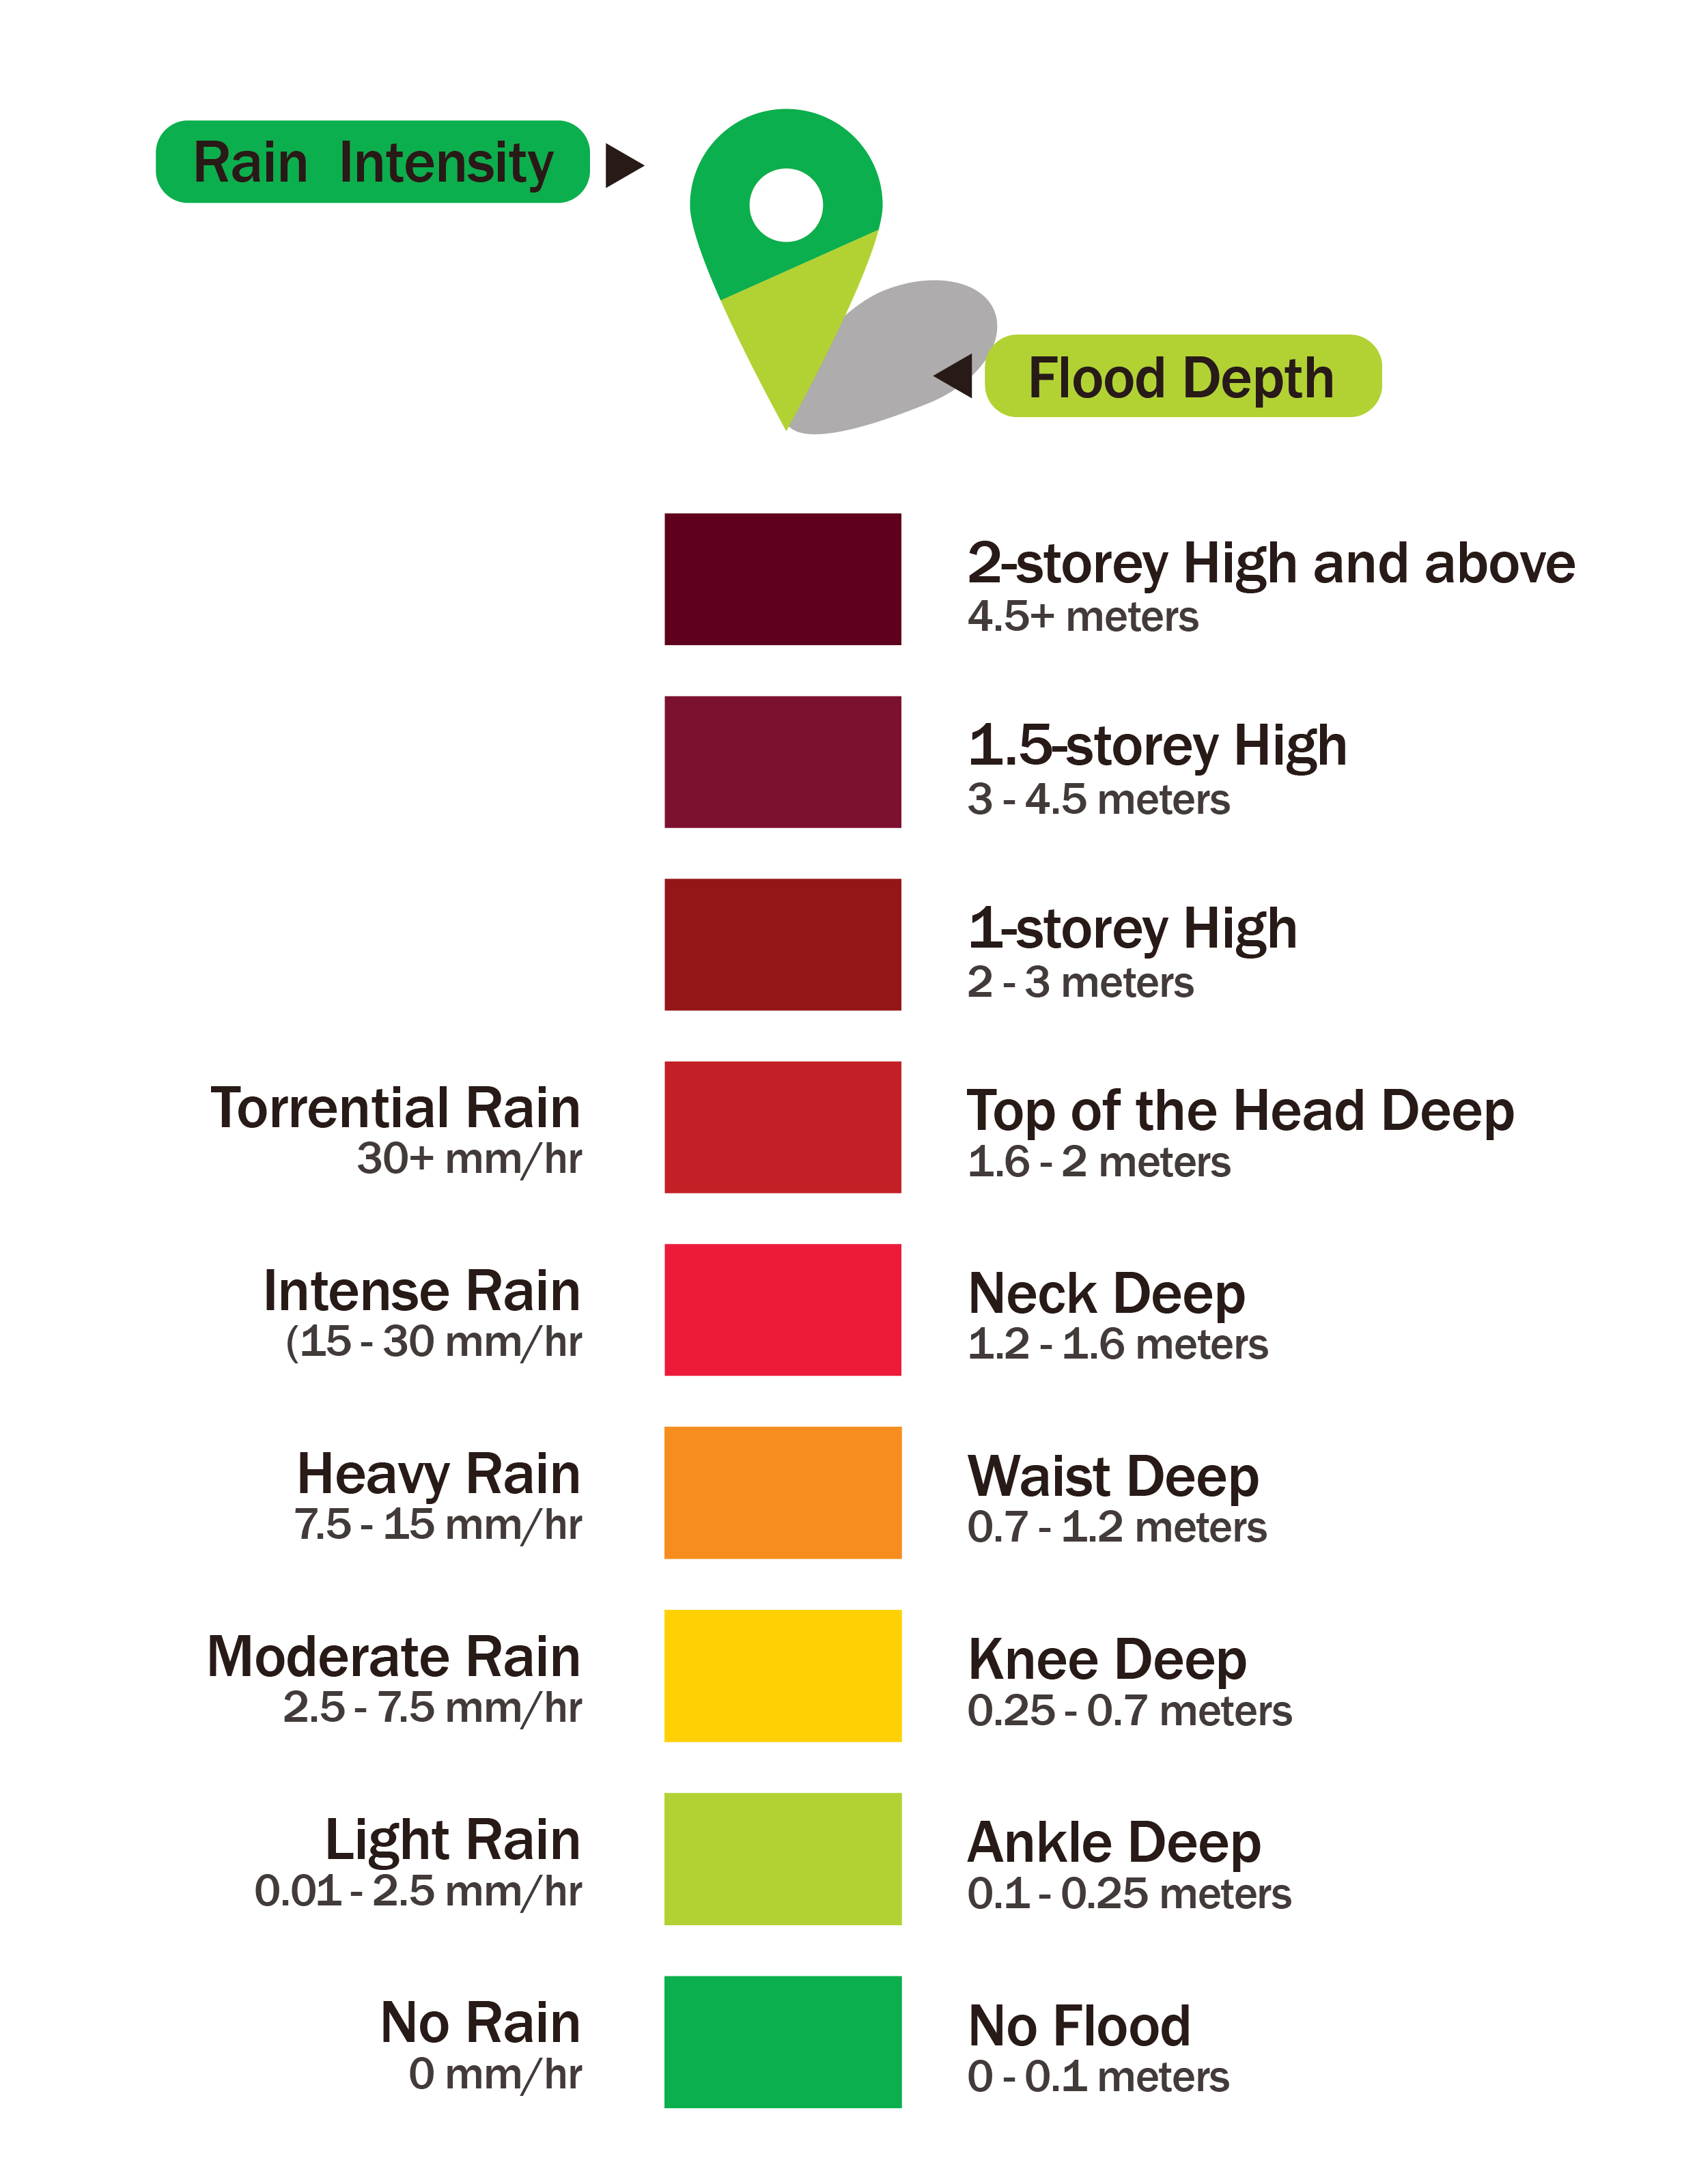 Rain Intensity
Flood Depth
2-storey High and above
4.5+ meters
1.5-storey High
3 - 4.5 meters
1-storey High
2 - 3 meters
Torrential Rain
30+ mm/hr
Top of the Head Deep
1.6 - 2 meters
Intense Rain
(15 - 30 mm/hr
Neck Deep
1.2 - 1.6 meters
Heavy Rain
7.5 - 15 mm/hr
Waist Deep
0.7 - 1.2 meters
Moderate Rain
2.5 - 7.5 mm/hr
Knee Deep
0.25 - 0.7 meters
Light Rain
0.01 - 2.5 mm/hr
Ankle Deep
0.1 - 0.25 meters
No Rain
0 mm/hr
No Flood
0 - 0.1 meters